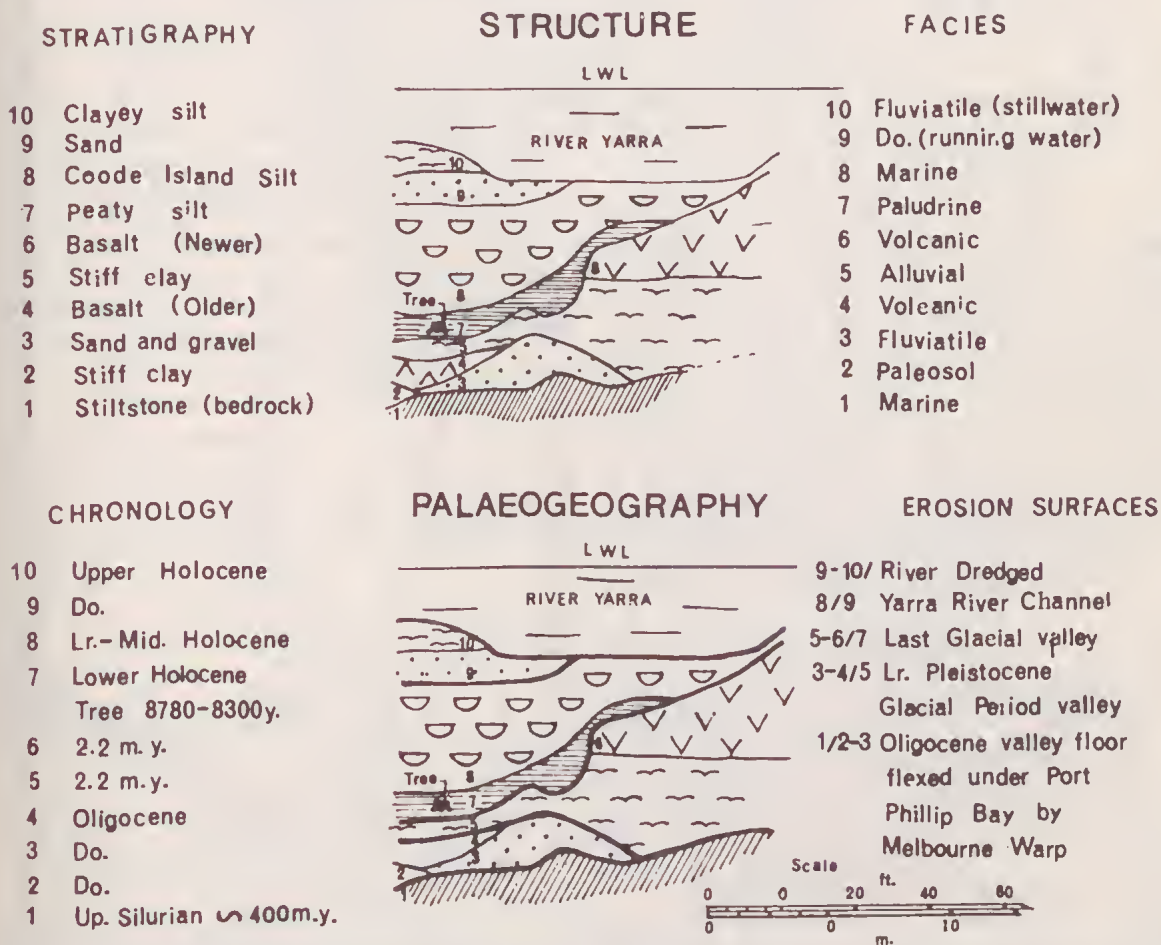 STRATIGRAPHY
10 Clayey silt
9 Sand
8 Coode Island Silt
7 Peaty silt
6 Basalt (Newer)
5 Stiff clay
4 Basalt (Older)
3 Sand and gravel
2 Stiff clay
1 Stiltstone (bedrock)
STRUCTURE
LWL
RIVER YARRA
10
9
8
Tree
8
7
5
4
3
2
1
FACIES
10 Fluviatile (stillwater)
9 Do. (runnir.g water)
8 Marine
7 Paludrine
6 Volcanic
5 Alluvial
4 Volcanic
3 Fluviatile
2 Paleosol
1 Marine
CHRONOLOGY
10 Upper Holocene
9 Do.
8 Lr.-Mid. Holocene
7 Lower Holocene
Tree 8780-8300y.
6 2.2 m.y.
5 2.2 m.y.
4 Oligocene
3 Do.
2 Do.
1 Up. Silurian ∽ 400m.y.
PALAEOGEOGRAPHY
LWL
RIVER YARRA
10
9
Tree
8
7
2
1
EROSION SURFACES
9-10/ River Dredged
8/9 Yarra River Channel
5-6/7 Last Glacial valley
3-4/5 Lr. Pleistocene
Glacial Period valley
1/2-3 Oligocene valley floor
flexed under Port
Phillip Bay by
Melbourne Warp
Scale
ft.
0 0 20 40 60
0 10
m.